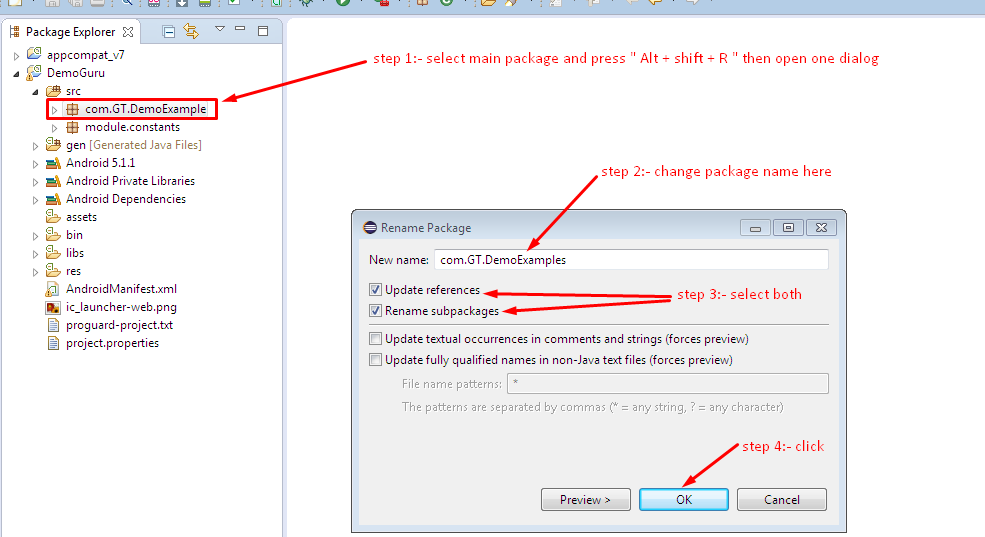 Package Explorer
appcompat_v7
step 1:- select main package and press " Alt + shift + R " then open one dialog
DemoGuru
src
com.GT.DemoExample
module.constants
gen [Generated Java Files]
Android 5.1.1
Android Private Libraries
Android Dependencies
assets
bin
libs
res
AndroidManifest.xml
ic_launcher-web.png
proguard-project.txt
project.properties
step 2:- change package name here
Rename Package
New name: com.GT.DemoExamples
Update references
step 3:- select both
Rename subpackages
Update textual occurrences in comments and strings (forces preview)
Update fully qualified names in non-Java text files (forces preview)
File name patterns: *
The patterns are separated by commas (* = any string, ? = any character)
step 4:- click
Preview > OK Cancel